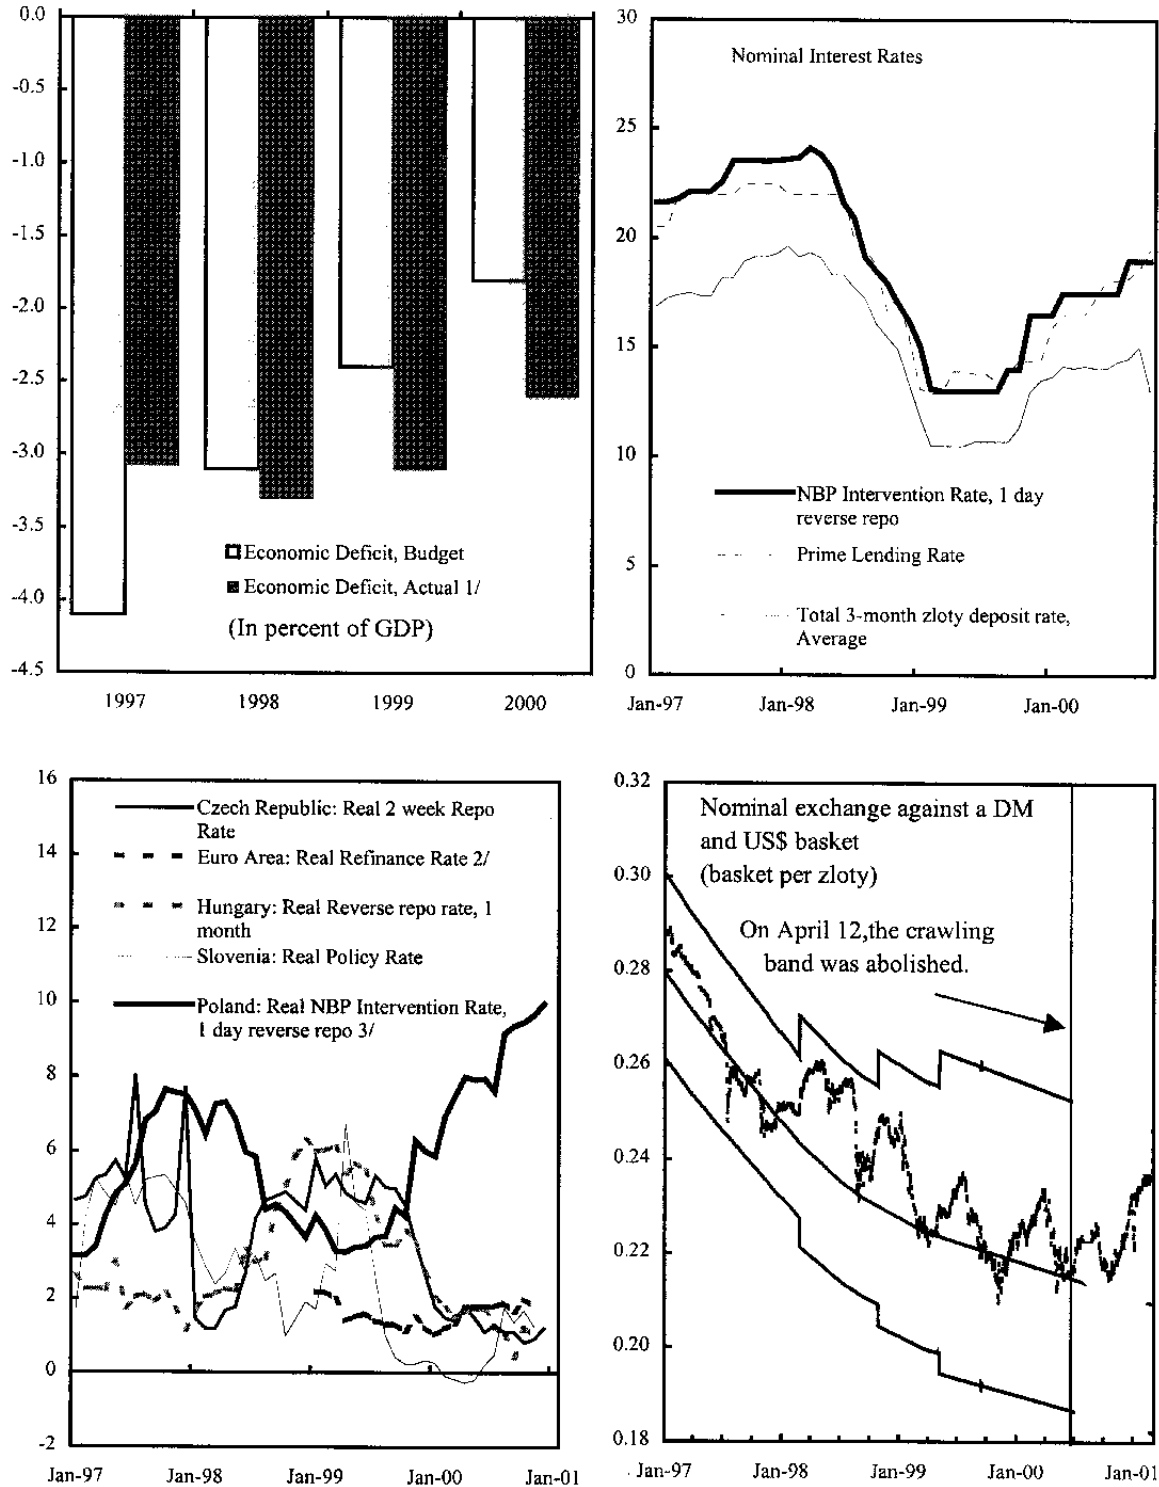 0.0
-0.5
-1.0
-1.5
-2.0
-2.5
-3.0
-3.5
-4.0
-4.5
Economic Deficit, Budget
Economic Deficit, Actual 1/
(In percent of GDP)
1997 1998 1999 2000
30
25
20
15
10
5
0
Nominal Interest Rates
NBP Intervention Rate, 1 day
reverse repo
Prime Lending Rate
Total 3-month zloty deposit rate,
Average
Jan-97 Jan-98 Jan-99 Jan-00
16
14
12
10
8
6
4
2
0
-2
Czech Republic: Real 2 week Repo
Rate
Euro Area: Real Refinance Rate 2/
Hungary: Real Reverse repo rate, 1
month
Slovenia: Real Policy Rate
Poland: Real NBP Intervention Rate,
1 day reverse repo 3/
Jan-97 Jan-98 Jan-99 Jan-00 Jan-01
0.32
0.30
0.28
0.26
0.24
0.22
0.20
0.18
Nominal exchange against a DM
and US$ basket
(basket per zloty)
On April 12,the crawling
band was abolished.
Jan-97 Jan-98 Jan-99 Jan-00 Jan-01